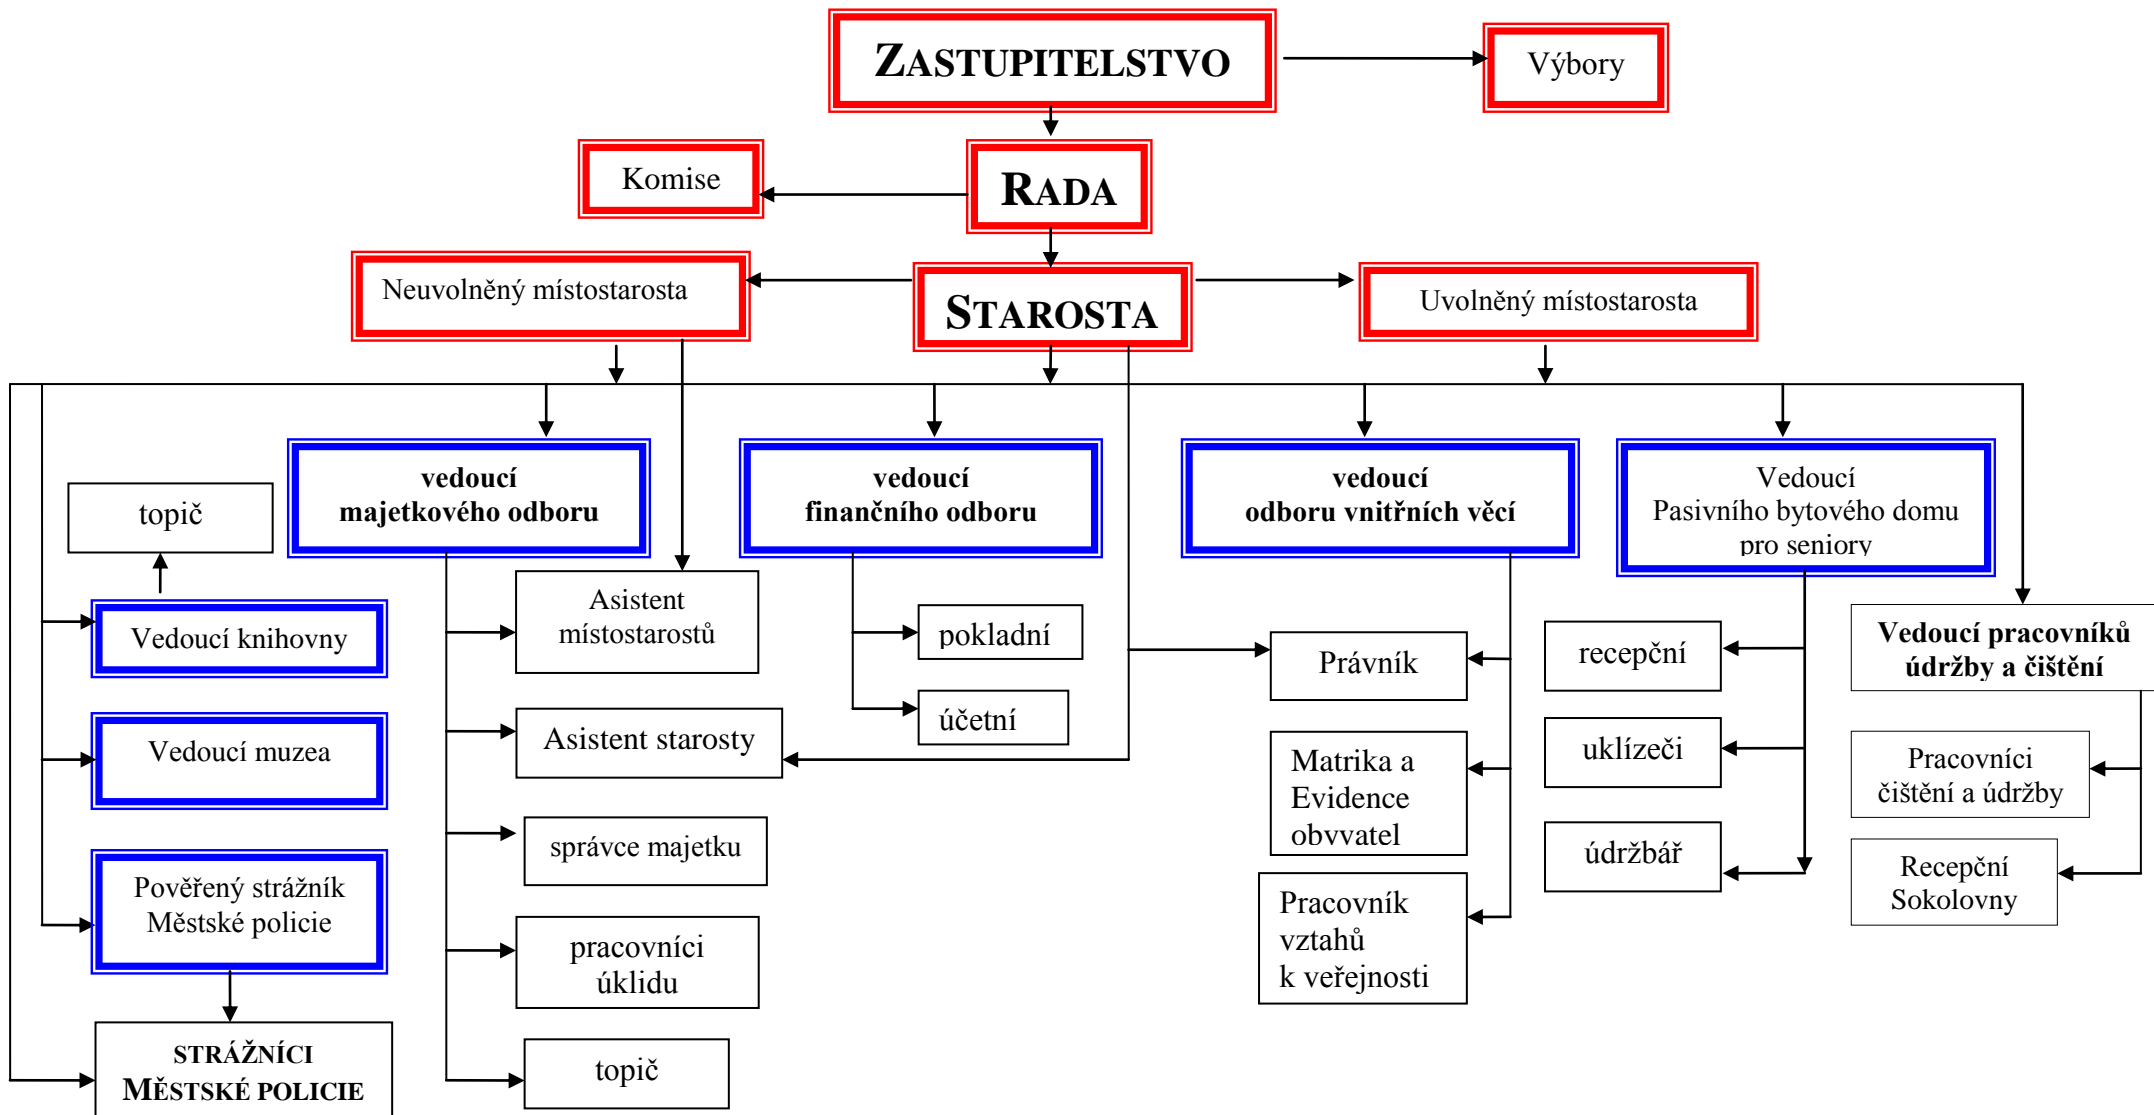 ZASTUPITELSTVO
Výbory
Komise
RADA
Neuvolněný místostarosta
STAROSTA
Uvolněný místostarosta
vedoucí
majetkového odboru
vedoucí
finančního odboru
vedoucí
odboru vnitřních věcí
Vedoucí
Pasivního bytového domu
pro seniory
topič
Vedoucí knihovny
Vedoucí muzea
Pověřený strážník
Městské policie
STRÁŽNÍCI
MĚSTSKÉ POLICIE
Asistent
místostarostů
Asistent starosty
správce majetku
pracovníci
úklidu
topič
pokladní
účetní
Právník
Matrika a
Evidence
obyvatel
Pracovník
vztahů
k veřejnosti
recepční
uklízeči
údržbář
Vedoucí pracovníků
údržby a čištění
Pracovníci
čištění a údržby
Recepční
Sokolovny